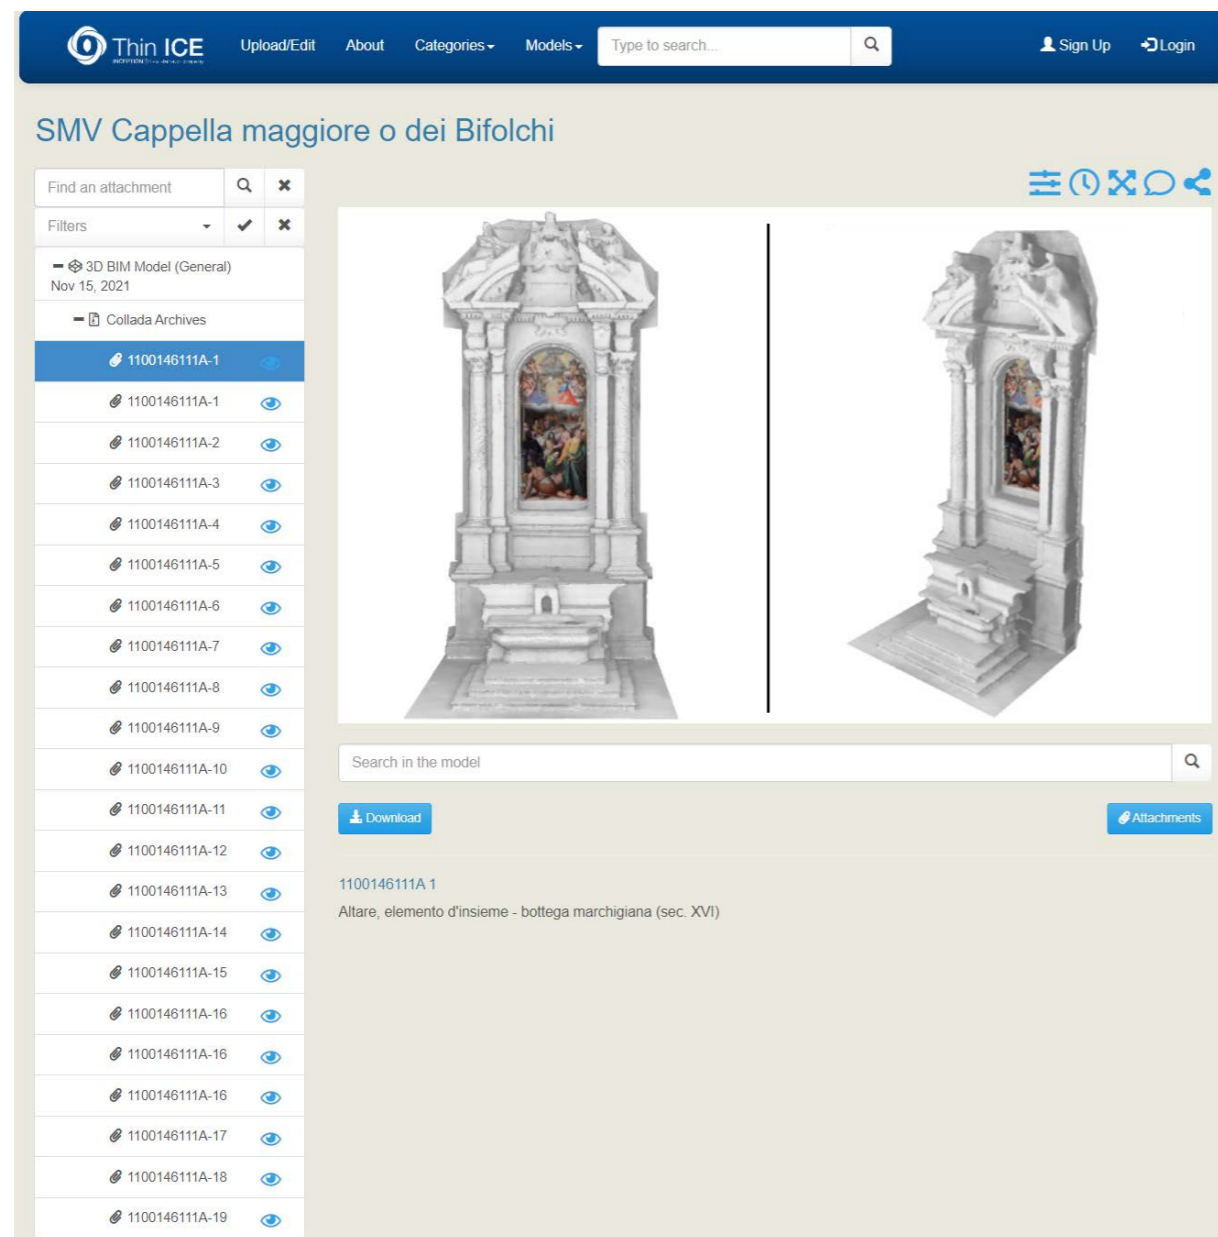 Thin ICE
Upload/Edit
About
Categories
Models
Type to search...
Sign Up
Login
SMV Cappella maggiore o dei Bifolchi
Find an attachment
Filters
3D BIM Model (General)
Nov 15, 2021
Collada Archives
1100146111A-1
1100146111A-1
1100146111A-2
1100146111A-3
1100146111A-4
1100146111A-5
1100146111A-6
1100146111A-7
1100146111A-8
1100146111A-9
1100146111A-10
1100146111A-11
1100146111A-12
1100146111A-13
1100146111A-14
1100146111A-15
1100146111A-16
1100146111A-16
1100146111A-16
1100146111A-17
1100146111A-18
1100146111A-19
Search in the model
Download
Attachments
1100146111A 1
Altare, elemento d'insieme - bottega marchigiana (sec. XVI)